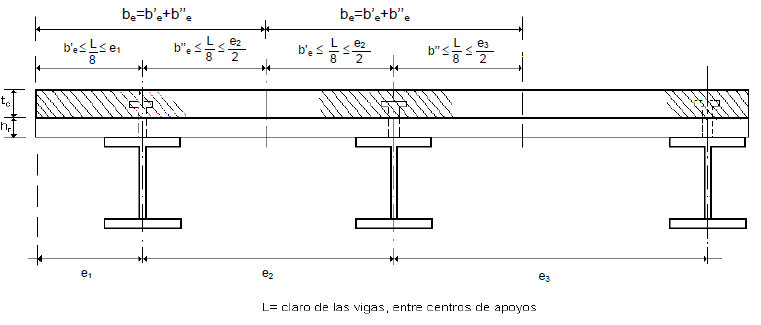 be=b'e+b''e be=b'e+b''e
b'e ≤ L/8 ≤ e1 b''e ≤ L/8 ≤ e2/2 b'e ≤ L/8 ≤ e2/2 b'' ≤ L/8 ≤ e3/2
tc
hr
e1 e2 e3
L= claro de las vigas, entre centros de apoyos